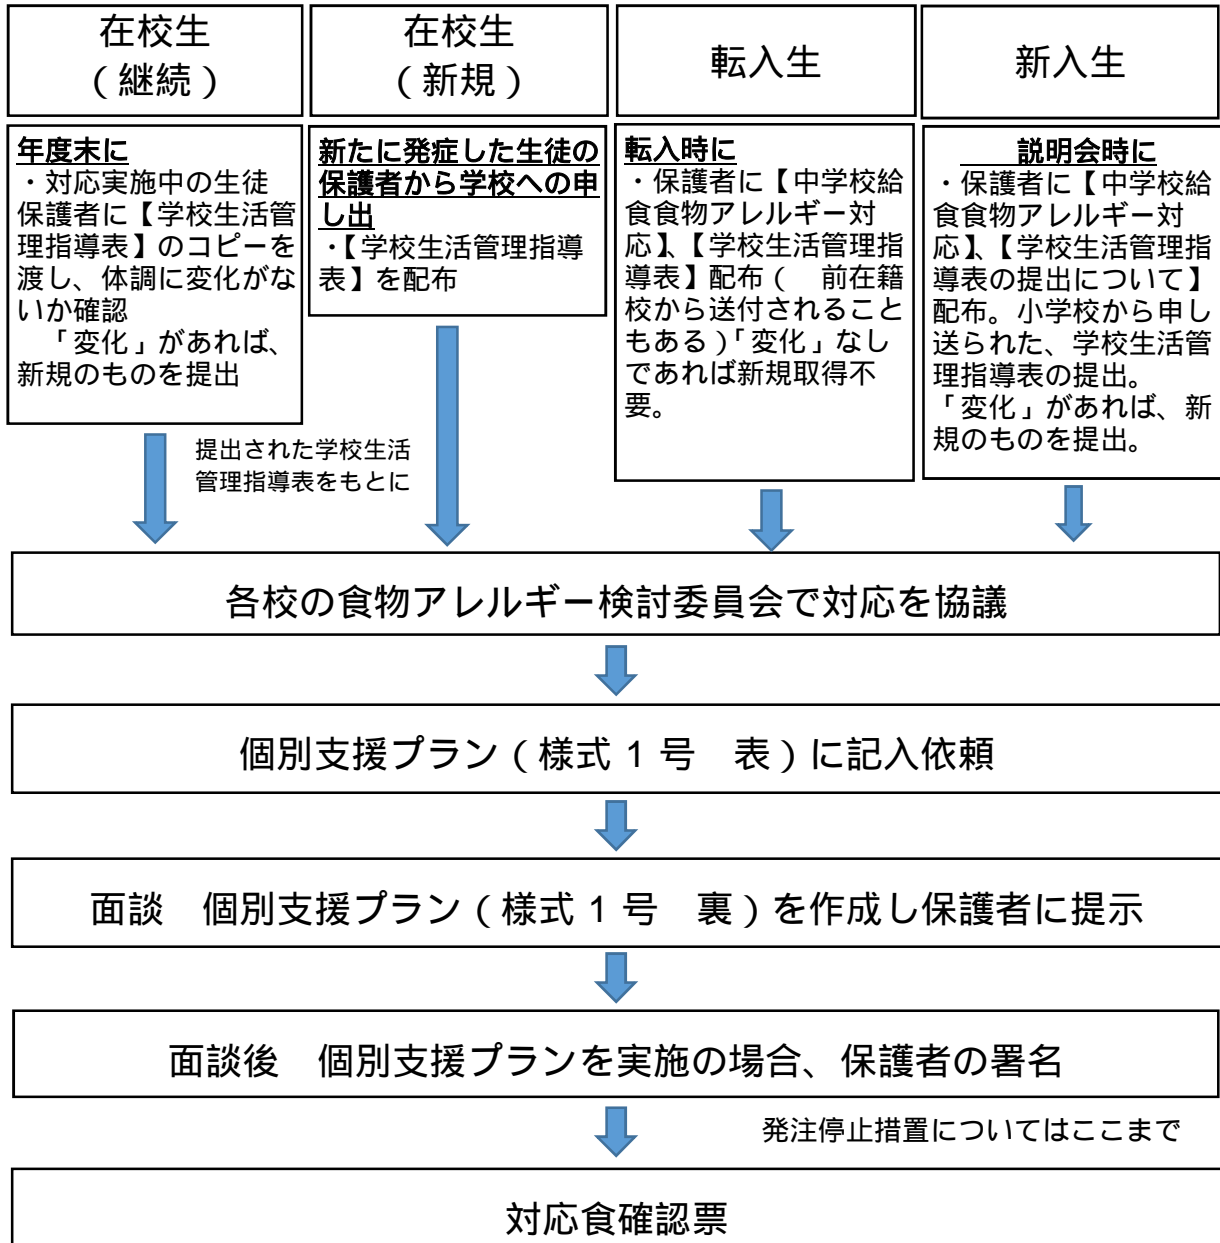 在校生
（継続）
在校生
（新規）
転入生
新入生
年度末に
・対応実施中の生徒
保護者に【学校生活管
理指導表】のコピーを
渡し、体調に変化がな
いか確認
「変化」があれば、
新規のものを提出
新たに発症した生徒の
保護者から学校への申
し出
・【学校生活管理指導
表】を配布
転入時に
・保護者に【中学校給
食食物アレルギー対
応】、【学校生活管理指
導表】配布（　前在籍
校から送付されること
もある）「変化」なし
であれば新規取得不
要。
説明会時に
・保護者に【中学校給
食食物アレルギー対
応】、【学校生活管理指
導表の提出について】
配布。小学校から申し
送られた、学校生活管
理指導表の提出。
「変化」があれば、新
規のものを提出。
提出された学校生活
管理指導表をもとに
各校の食物アレルギー検討委員会で対応を協議
個別支援プラン（様式１号　表）に記入依頼
面談　個別支援プラン（様式１号　裏）を作成し保護者に提示
面談後　個別支援プランを実施の場合、保護者の署名
発注停止措置についてはここまで
対応食確認票